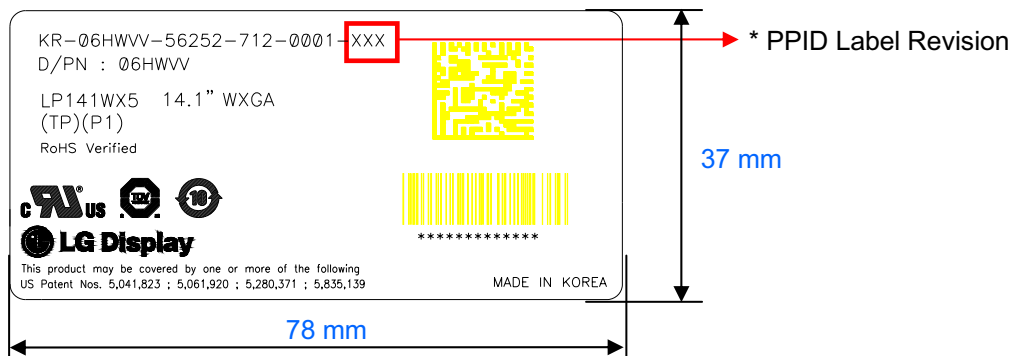 KR-06HWVV-56252-712-0001-XXX
* PPID Label Revision
D/PN : 06HWVV
LP141WX5 14.1” WXGA
(TP)(P1)
RoHS Verified
37 mm
c RU ® US TÜV 10
LG Display
*************
This product may be covered by one or more of the following
US Patent Nos. 5,041,823 ; 5,061,920 ; 5,280,371 ; 5,835,139
MADE IN KOREA
78 mm